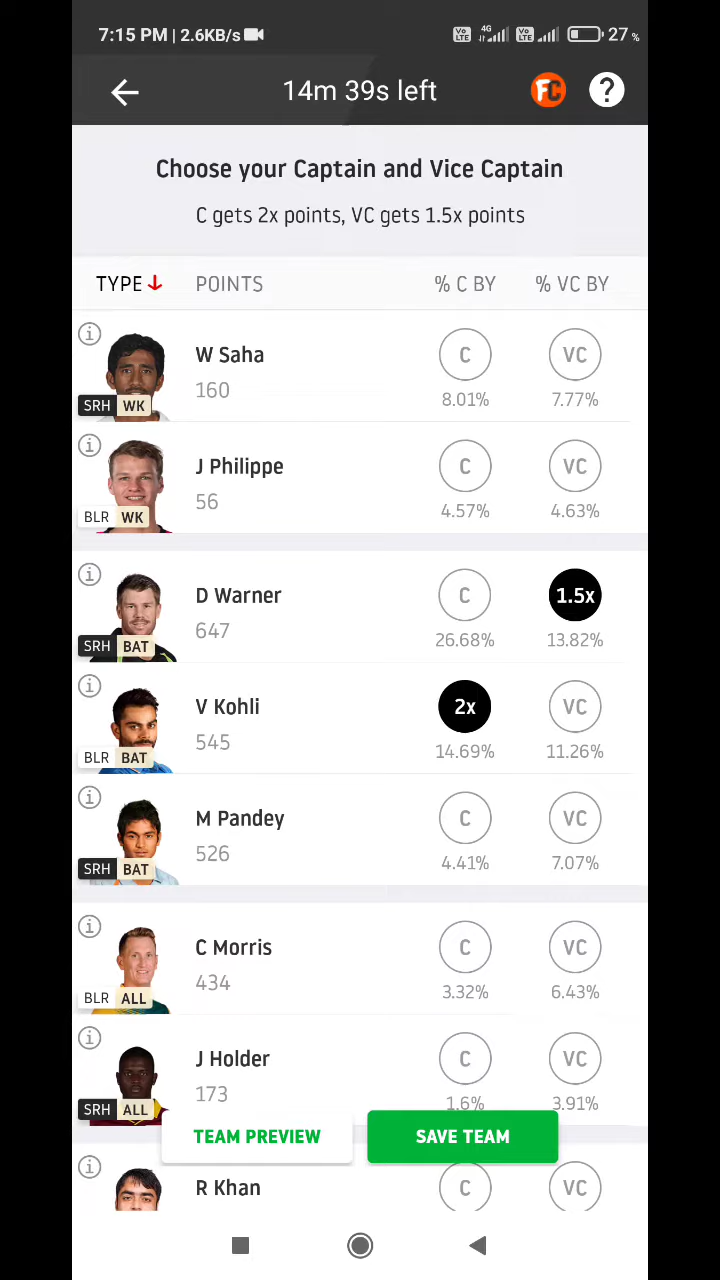 7:15 PM | 2.6KB/s Vo LTE 4G Vo LTE 27 %
14m 39s left FC ?
Choose your Captain and Vice Captain
C gets 2x points, VC gets 1.5x points
TYPE POINTS % C BY % VC BY
i
W Saha C VC
160 8.01% 7.77%
SRH WK
i
J Philippe C VC
56 4.57% 4.63%
BLR WK
i
D Warner C 1.5x
647 26.68% 13.82%
SRH BAT
i
V Kohli 2x VC
545 14.69% 11.26%
BLR BAT
i
M Pandey C VC
526 4.41% 7.07%
SRH BAT
i
C Morris C VC
434 3.32% 6.43%
BLR ALL
i
J Holder C VC
173 1.6% 3.91%
SRH ALL
TEAM PREVIEW SAVE TEAM
i
R Khan C VC